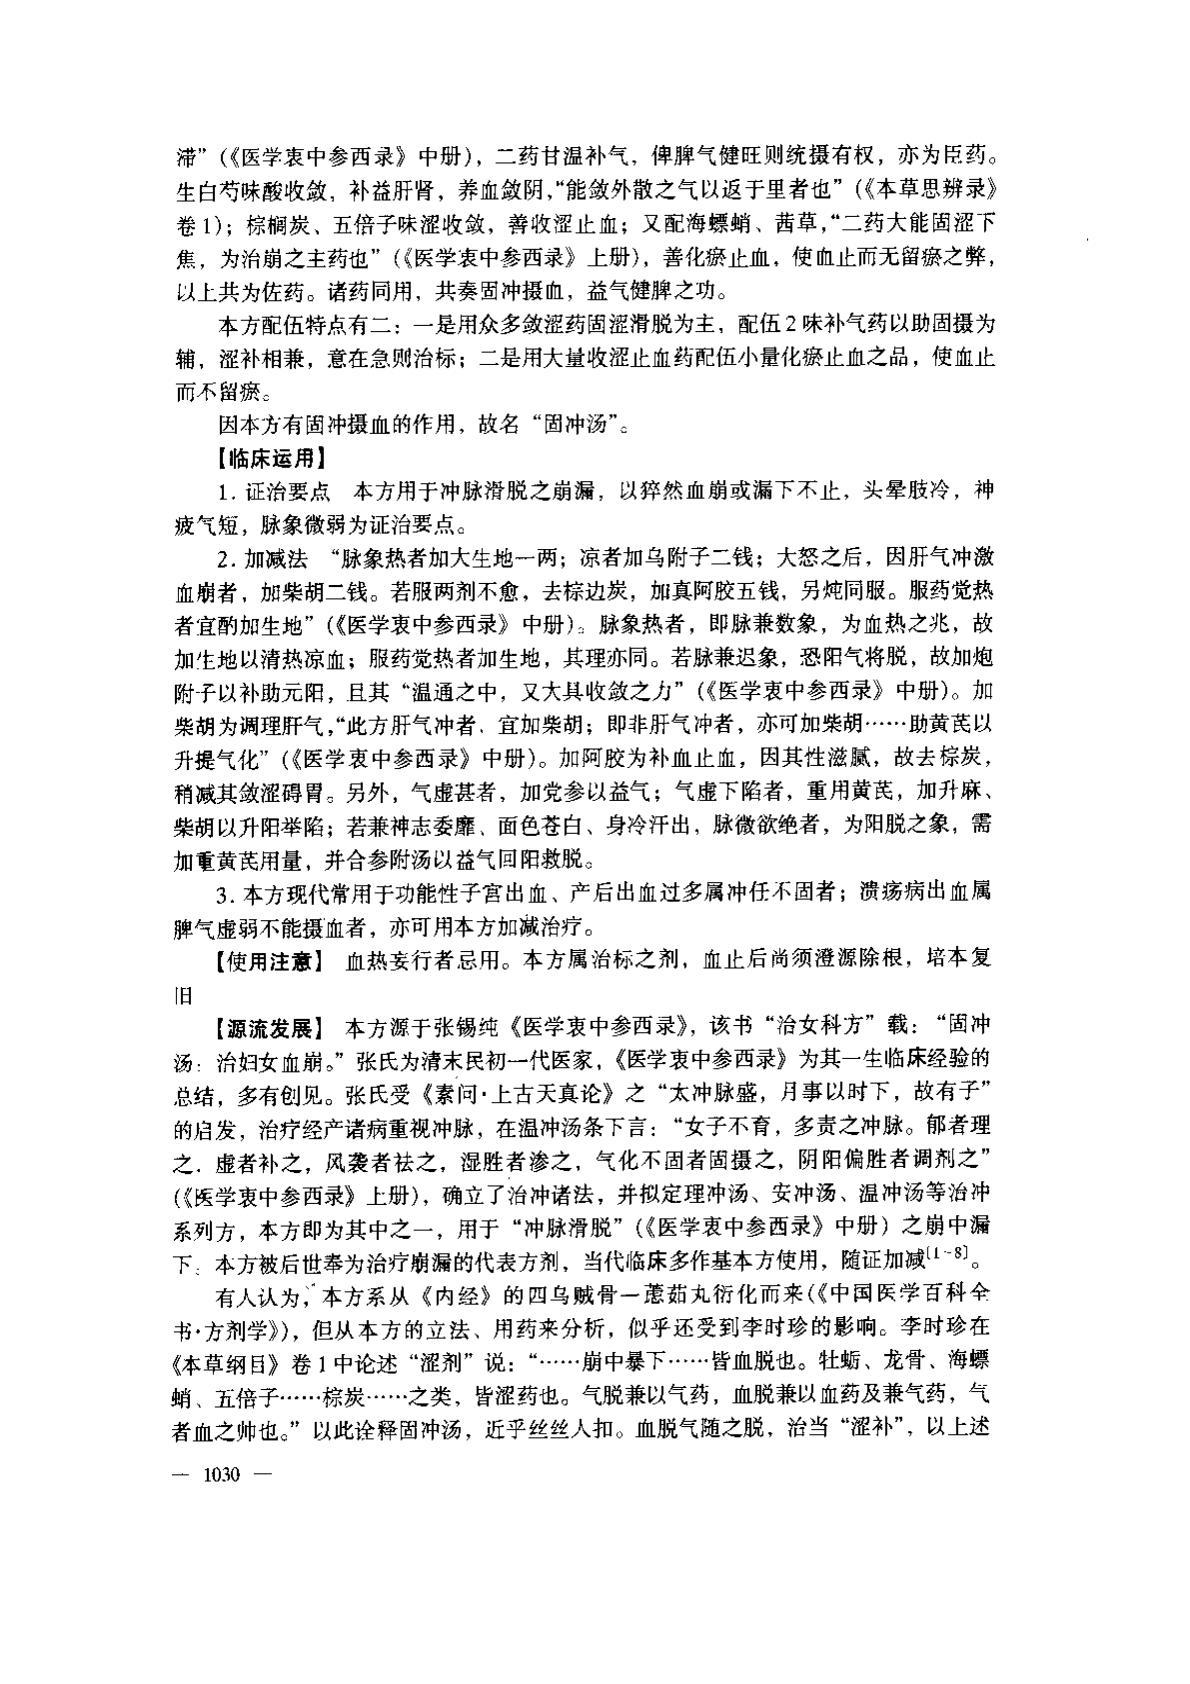 滞”(《医学衷中参西录》中册)，二药甘温补气，俾脾气健旺则统摄有权，亦为臣药。
生白芍味酸收敛，补益肝肾，养血敛阴，“能敛外散之气以返于里者也”(《本草思辨录》
卷1)；棕榈炭、五倍子味涩收敛，善收涩止血；又配海螵蛸、茜草，“二药大能固涩下
焦，为治崩之主药也”(《医学衷中参西录》上册)，善化瘀止血，使血止而无留瘀之弊，
以上共为佐药。诸药同用，共奏固冲摄血，益气健脾之功。
本方配伍特点有二：一是用众多敛涩药固涩滑脱为主，配伍2味补气药以助固摄为
辅，涩补相兼，意在急则治标；二是用大量收涩止血药配伍小量化瘀止血之品，使血止
而不留瘀。
因本方有固冲摄血的作用，故名“固冲汤”。
【临床运用】
1. 证治要点　本方用于冲脉滑脱之崩漏，以猝然血崩或漏下不止，头晕肢冷，神
疲气短，脉象微弱为证治要点。
2. 加减法　“脉象热者加大生地一两；凉者加乌附子二钱；大怒之后，因肝气冲激
血崩者，加柴胡二钱。若服两剂不愈，去棕边炭，加真阿胶五钱，另炖同服。服药觉热
者宜酌加生地”(《医学衷中参西录》中册)。脉象热者，即脉兼数象，为血热之兆，故
加生地以清热凉血；服药觉热者加生地，其理亦同。若脉兼迟象，恐阳气将脱，故加炮
附子以补助元阳，且其“温通之中，又大具收敛之力”(《医学衷中参西录》中册)。加
柴胡为调理肝气，“此方肝气冲者，宜加柴胡；即非肝气冲者，亦可加柴胡……助黄芪以
升提气化”(《医学衷中参西录》中册)。加阿胶为补血止血，因其性滋腻，故去棕炭，
稍减其敛涩碍胃。另外，气虚甚者，加党参以益气；气虚下陷者，重用黄芪，加升麻、
柴胡以升阳举陷；若兼神志委靡、面色苍白、身冷汗出，脉微欲绝者，为阳脱之象，需
加重黄芪用量，并合参附汤以益气回阳救脱。
3. 本方现代常用于功能性子宫出血、产后出血过多属冲任不固者；溃疡病出血属
脾气虚弱不能摄血者，亦可用本方加减治疗。
【使用注意】　血热妄行者忌用。本方属治标之剂，血止后尚须澄源除根，培本复
旧
【源流发展】　本方源于张锡纯《医学衷中参西录》，该书“治女科方”载：“固冲
汤：治妇女血崩。”张氏为清末民初一代医家，《医学衷中参西录》为其一生临床经验的
总结，多有创见。张氏受《素问·上古天真论》之“太冲脉盛，月事以时下，故有子”
的启发，治疗经产诸病重视冲脉，在温冲汤条下言：“女子不育，多责之冲脉。郁者理
之．虚者补之，风袭者祛之，湿胜者渗之，气化不固者固摄之，阴阳偏胜者调剂之”
(《医学衷中参西录》上册)，确立了治冲诸法，并拟定理冲汤、安冲汤、温冲汤等治冲
系列方，本方即为其中之一，用于“冲脉滑脱”(《医学衷中参西录》中册)之崩中漏
下．本方被后世奉为治疗崩漏的代表方剂，当代临床多作基本方使用，随证加减[1~8]。
有人认为，本方系从《内经》的四乌贼骨一藘茹丸衍化而来(《中国医学百科全
书·方剂学》)，但从本方的立法、用药来分析，似乎还受到李时珍的影响。李时珍在
《本草纲目》卷1中论述“涩剂”说：“……崩中暴下……皆血脱也。牡蛎、龙骨、海螵
蛸、五倍子……棕炭……之类，皆涩药也。气脱兼以气药，血脱兼以血药及兼气药，气
者血之帅也。”以此诠释固冲汤，近乎丝丝人扣。血脱气随之脱，治当“涩补”，以上述
— 1030 —